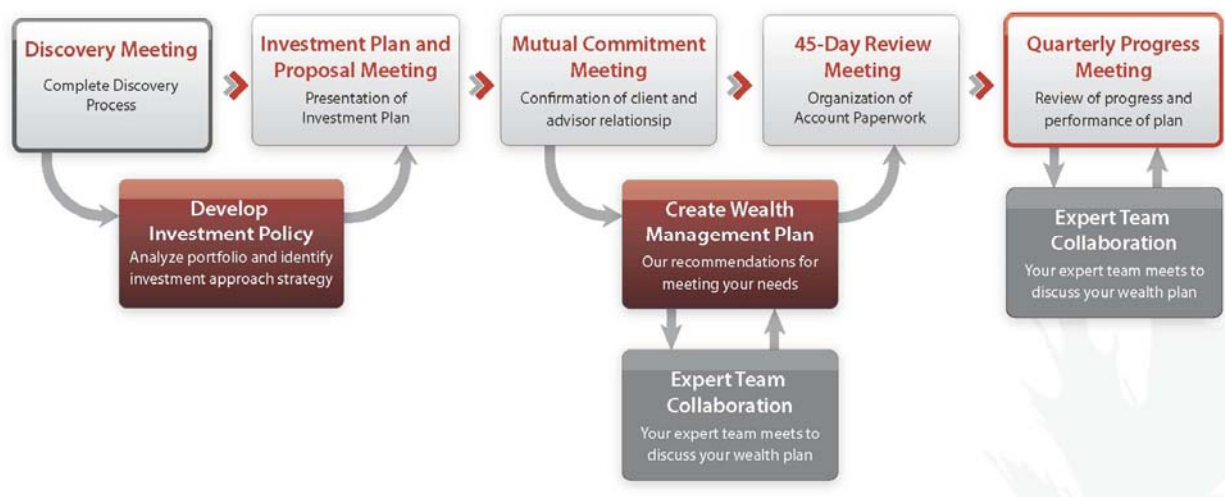 Discovery Meeting
Complete Discovery
Process
Investment Plan and
Proposal Meeting
Presentation of
Investment Plan
Mutual Commitment
Meeting
Confirmation of client and
advisor relationsip
45-Day Review
Meeting
Organization of
Account Paperwork
Quarterly Progress
Meeting
Review of progress and
performance of plan
Develop
Investment Policy
Analyze portfolio and identify
investment approach strategy
Create Wealth
Management Plan
Our recommendations for
meeting your needs
Expert Team
Collaboration
Your expert team meets to
discuss your wealth plan
Expert Team
Collaboration
Your expert team meets to
discuss your wealth plan